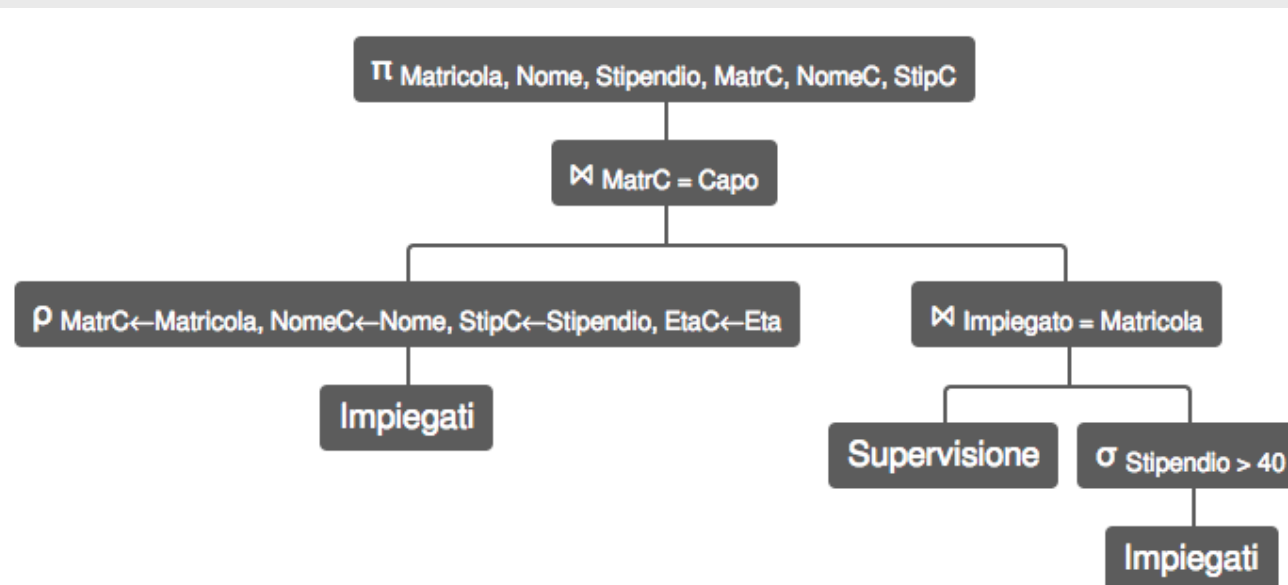 π Matricola, Nome, Stipendio, MatrC, NomeC, StipC
⋈ MatrC = Capo
ρ MatrC←Matricola, NomeC←Nome, StipC←Stipendio, EtaC←Eta
⋈ Impiegato = Matricola
Impiegati
Supervisione
σ Stipendio > 40
Impiegati